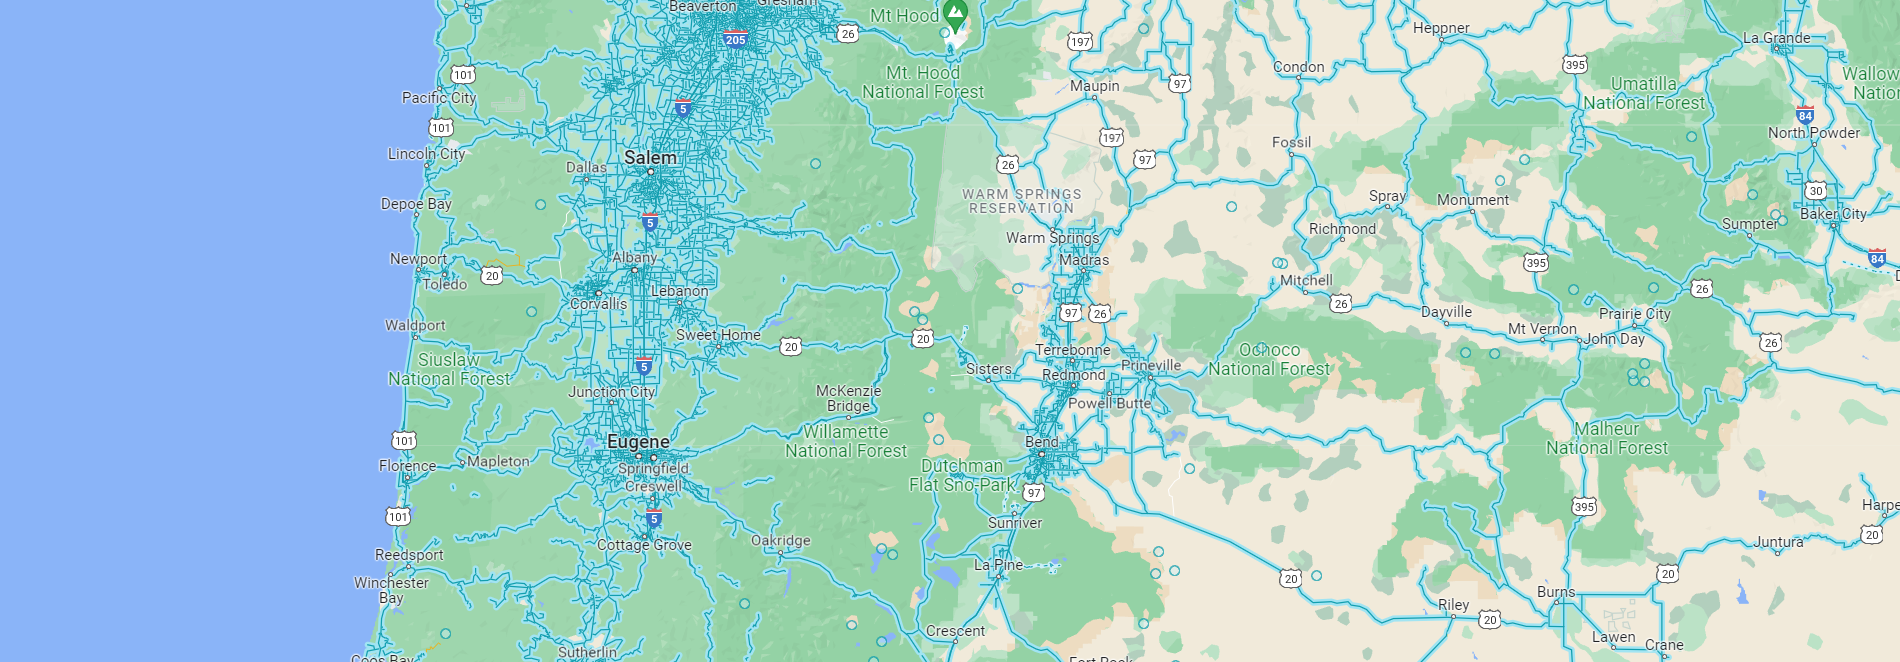 Beaverton
Gresham
205
26
Mt Hood
197
Heppner
La Grande
101
Pacific City
5
Mt. Hood
National Forest
Maupin
97
Condon
395
Umatilla
National Forest
84
101
Lincoln City
Dallas
Salem
26
197
97
Fossil
North Powder
30
Baker City
Depoe Bay
5
WARM SPRINGS
RESERVATION
Warm Springs
Madras
Richmond
Spray
Monument
Sumpter
84
Newport
Toledo
20
Albany
Corvallis
Lebanon
97
26
Mitchell
26
395
26
Waldport
Sweet Home
20
20
Dayville
Mt Vernon
Prairie City
John Day
26
Siuslaw
National Forest
5
Junction City
McKenzie
Bridge
Sisters
Terrebonne
Redmond
Prineville
Powell Butte
Ochoco
National Forest
101
Florence
Mapleton
Eugene
Springfield
Creswell
Willamette
National Forest
Dutchman
Flat Sno-Park
Bend
97
Malheur
National Forest
101
5
Cottage Grove
Oakridge
Sunriver
395
Harpe
20
Juntura
Reedsport
Winchester
Bay
La Pine
20
20
Burns
Riley
20
Sutherlin
Crescent
Lawen
Crane